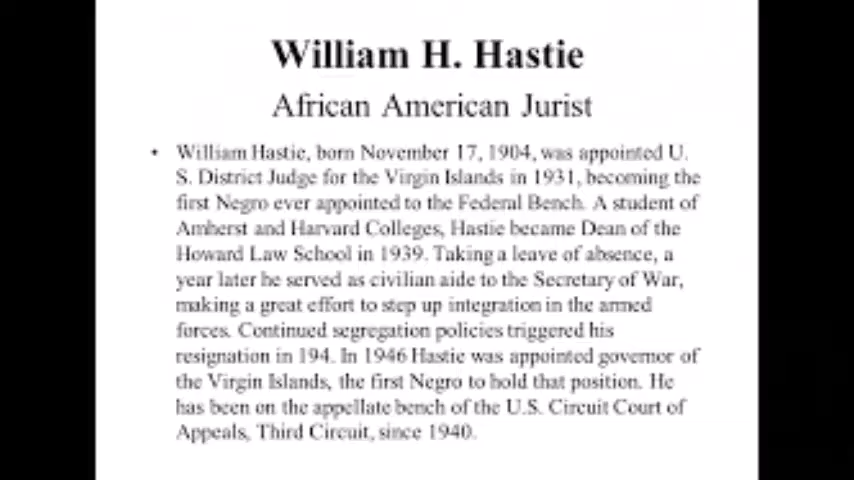 William H. Hastie
African American Jurist
• William Hastie, born November 17, 1904, was appointed U.
S. District Judge for the Virgin Islands in 1931, becoming the
first Negro ever appointed to the Federal Bench. A student of
Amherst and Harvard Colleges, Hastie became Dean of the
Howard Law School in 1939. Taking a leave of absence, a
year later he served as civilian aide to the Secretary of War,
making a great effort to step up integration in the armed
forces. Continued segregation policies triggered his
resignation in 194. In 1946 Hastie was appointed governor of
the Virgin Islands, the first Negro to hold that position. He
has been on the appellate bench of the U.S. Circuit Court of
Appeals, Third Circuit, since 1940.